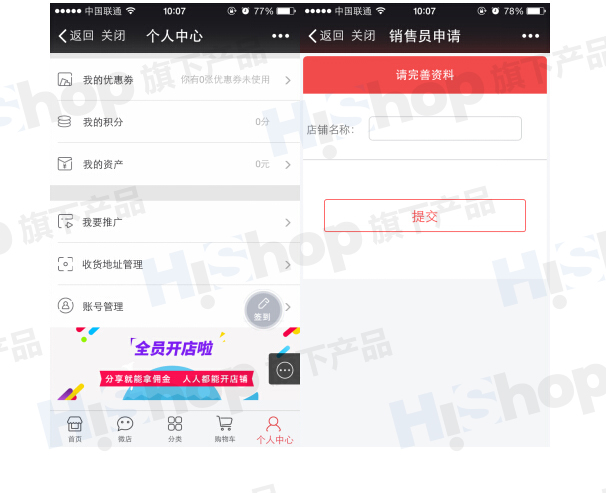 中国联通 10:07 77%
返回 关闭 个人中心
我的优惠券 你有0张优惠券未使用
我的积分 0分
我的资产 0元
我要推广
收货地址管理
账号管理
签到
全员开店啦
分享就能拿佣金 人人都能开店铺
首页 微店 分类 购物车 个人中心
中国联通 10:07 78%
返回 关闭 销售员申请
请完善资料
店铺名称：
提交
Hishop 旗下产品
Hishop 旗下产品
Hishop 旗下产品